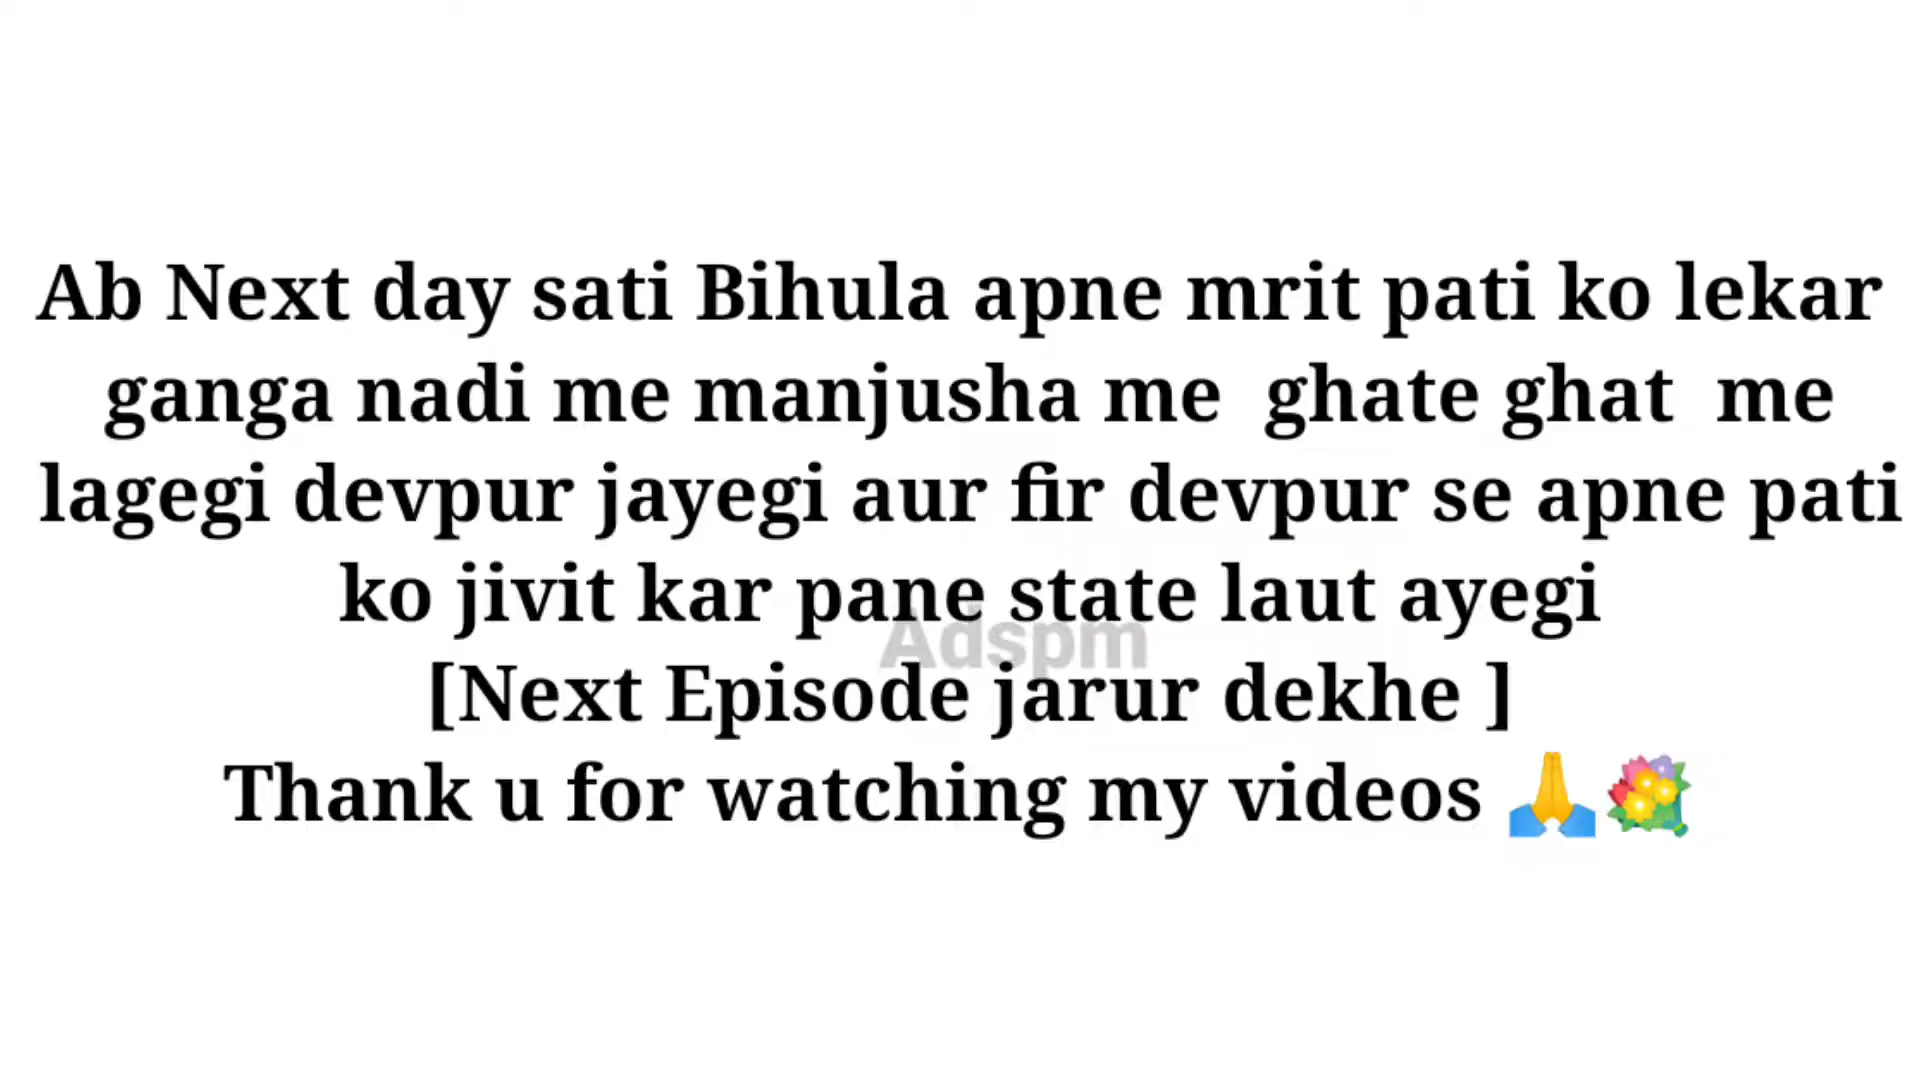 Ab Next day sati Bihula apne mrit pati ko lekar
ganga nadi me manjusha me  ghate ghat  me
lagegi devpur jayegi aur fir devpur se apne pati
ko jivit kar pane state laut ayegi
Adspm
[Next Episode jarur dekhe ]
Thank u for watching my videos 🙏💐